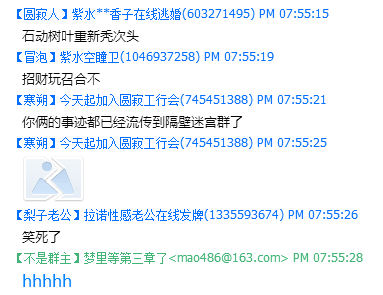 【圆寂人】紫水**香子在线逃婚(603271495) PM 07:55:15
石动树叶重新秃次头
【冒泡】紫水空瞳卫(1046937258) PM 07:55:19
招财玩召合不
【寒朔】今天起加入圆寂工行会(745451388) PM 07:55:21
你俩的事迹都已经流传到隔壁迷宫群了
【寒朔】今天起加入圆寂工行会(745451388) PM 07:55:25
【梨子老公】拉诺性感老公在线发牌(1335593674) PM 07:55:26
笑死了
【不是群主】梦里等第三章了<mao486@163.com> PM 07:55:28
hhhhh